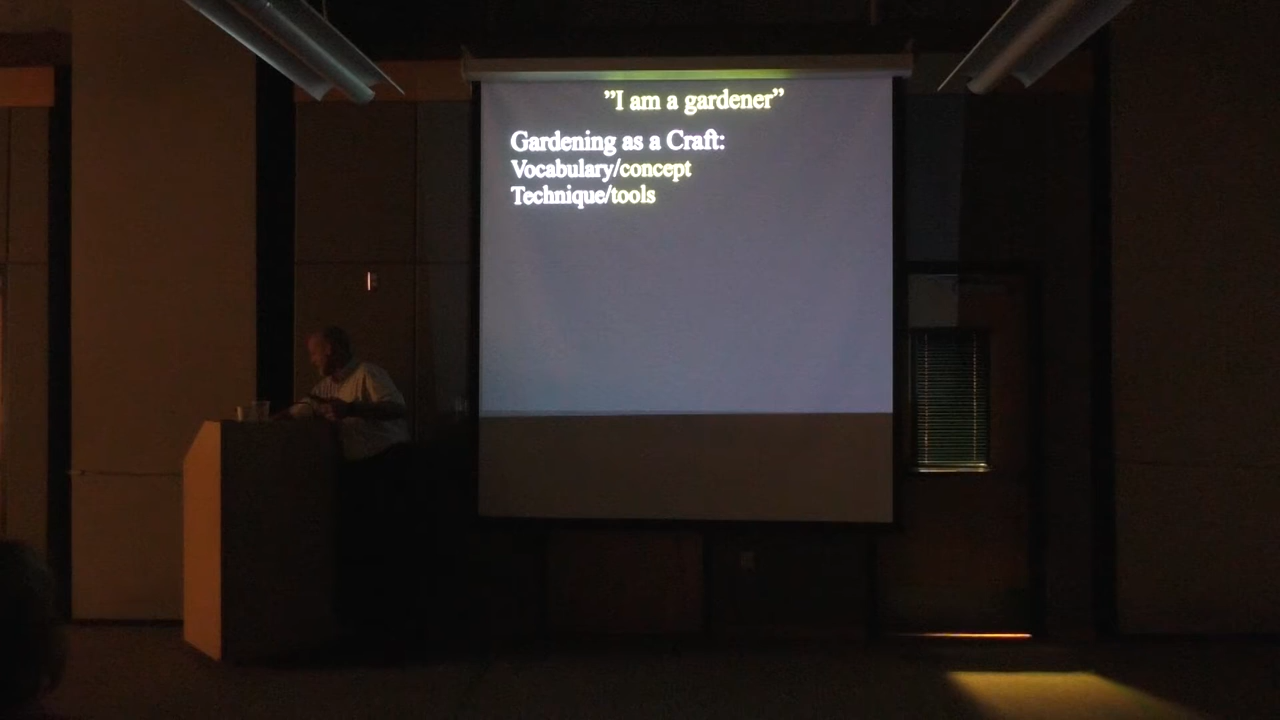 ”I am a gardener”
Gardening as a Craft:
Vocabulary/concept
Technique/tools